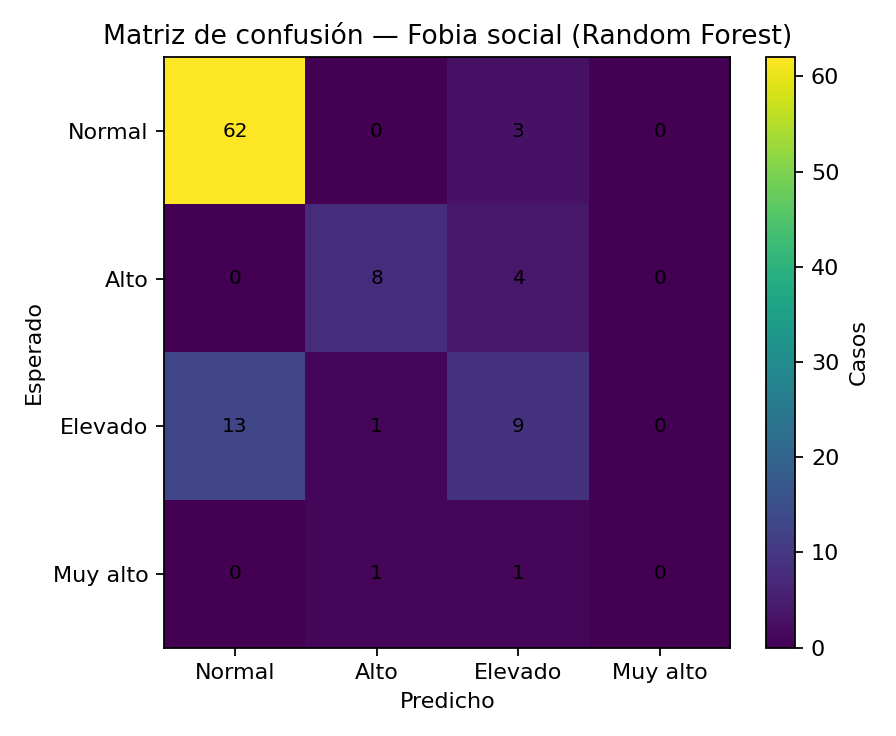 Matriz de confusión — Fobia social (Random Forest)
Normal 62 0 3 0
Alto 0 8 4 0
Elevado 13 1 9 0
Muy alto 0 1 1 0
Normal Alto Elevado Muy alto
Predicho
Esperado
60
50
40
30
20
10
0
Casos